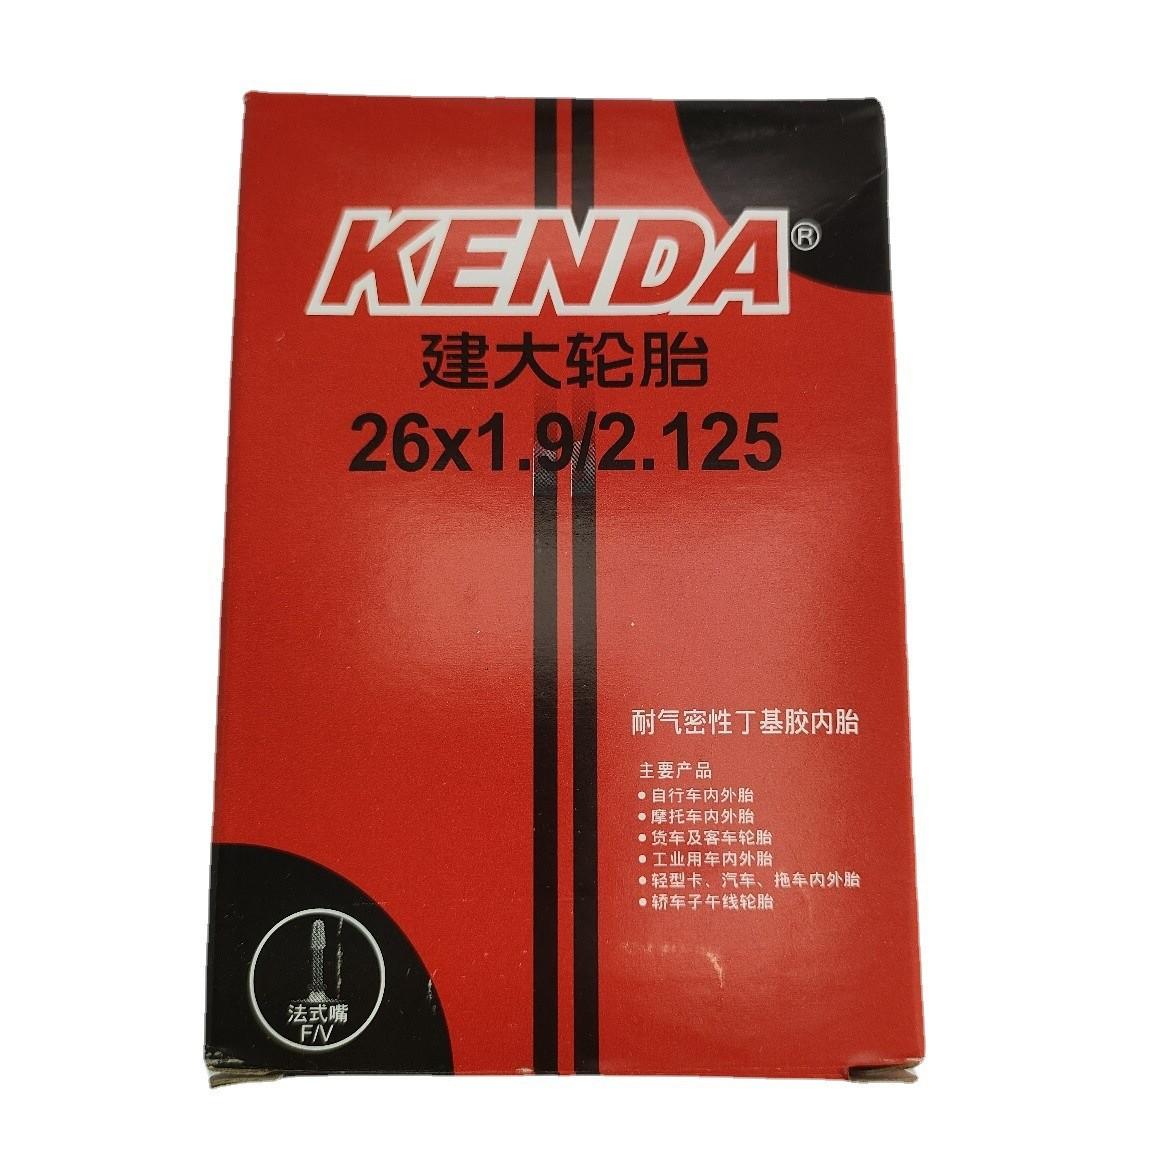 KENDA®
建大轮胎
26x1.9/2.125
耐气密性丁基胶内胎
主要产品
•自行车内外胎
•摩托车内外胎
•货车及客车轮胎
•工业用车内外胎
•轻型卡、汽车、拖车内外胎
•轿车子午线轮胎
法式嘴
F/V